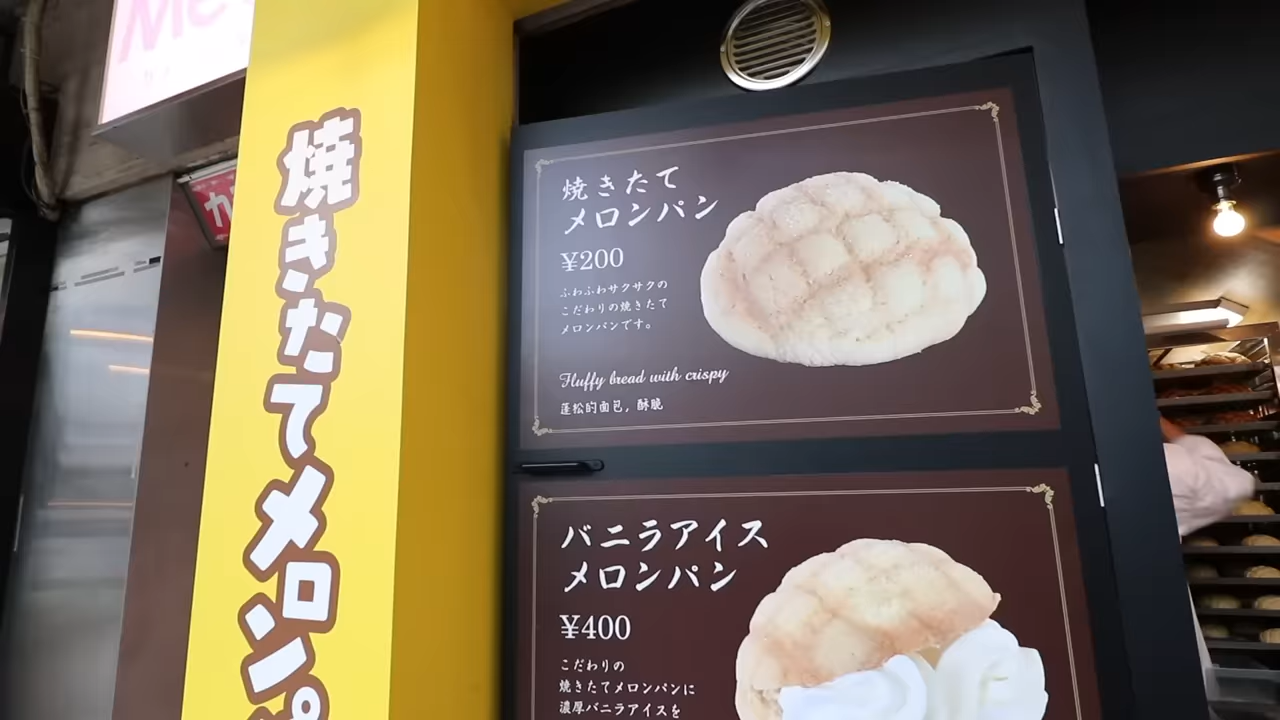 焼きたてメロンパ
焼きたて
メロンパン
¥200
ふわふわサクサクの
こだわりの焼きたて
メロンパンです。
Fluffy bread with crispy
蓬松的面包，酥脆
バニラアイス
メロンパン
¥400
こだわりの
焼きたてメロンパンに
濃厚バニラアイスを